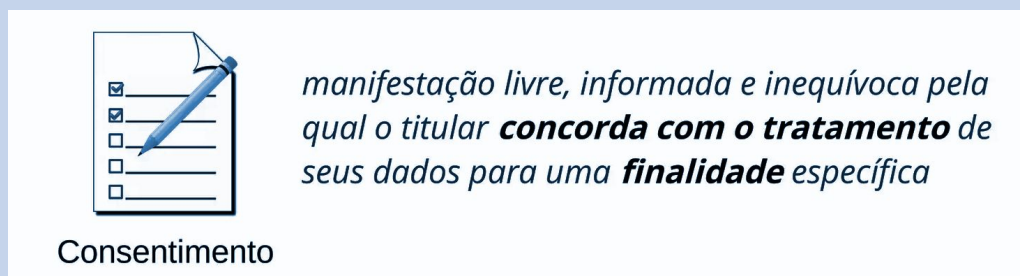 manifestação livre, informada e inequívoca pela
qual o titular concorda com o tratamento de
seus dados para uma finalidade específica
Consentimento